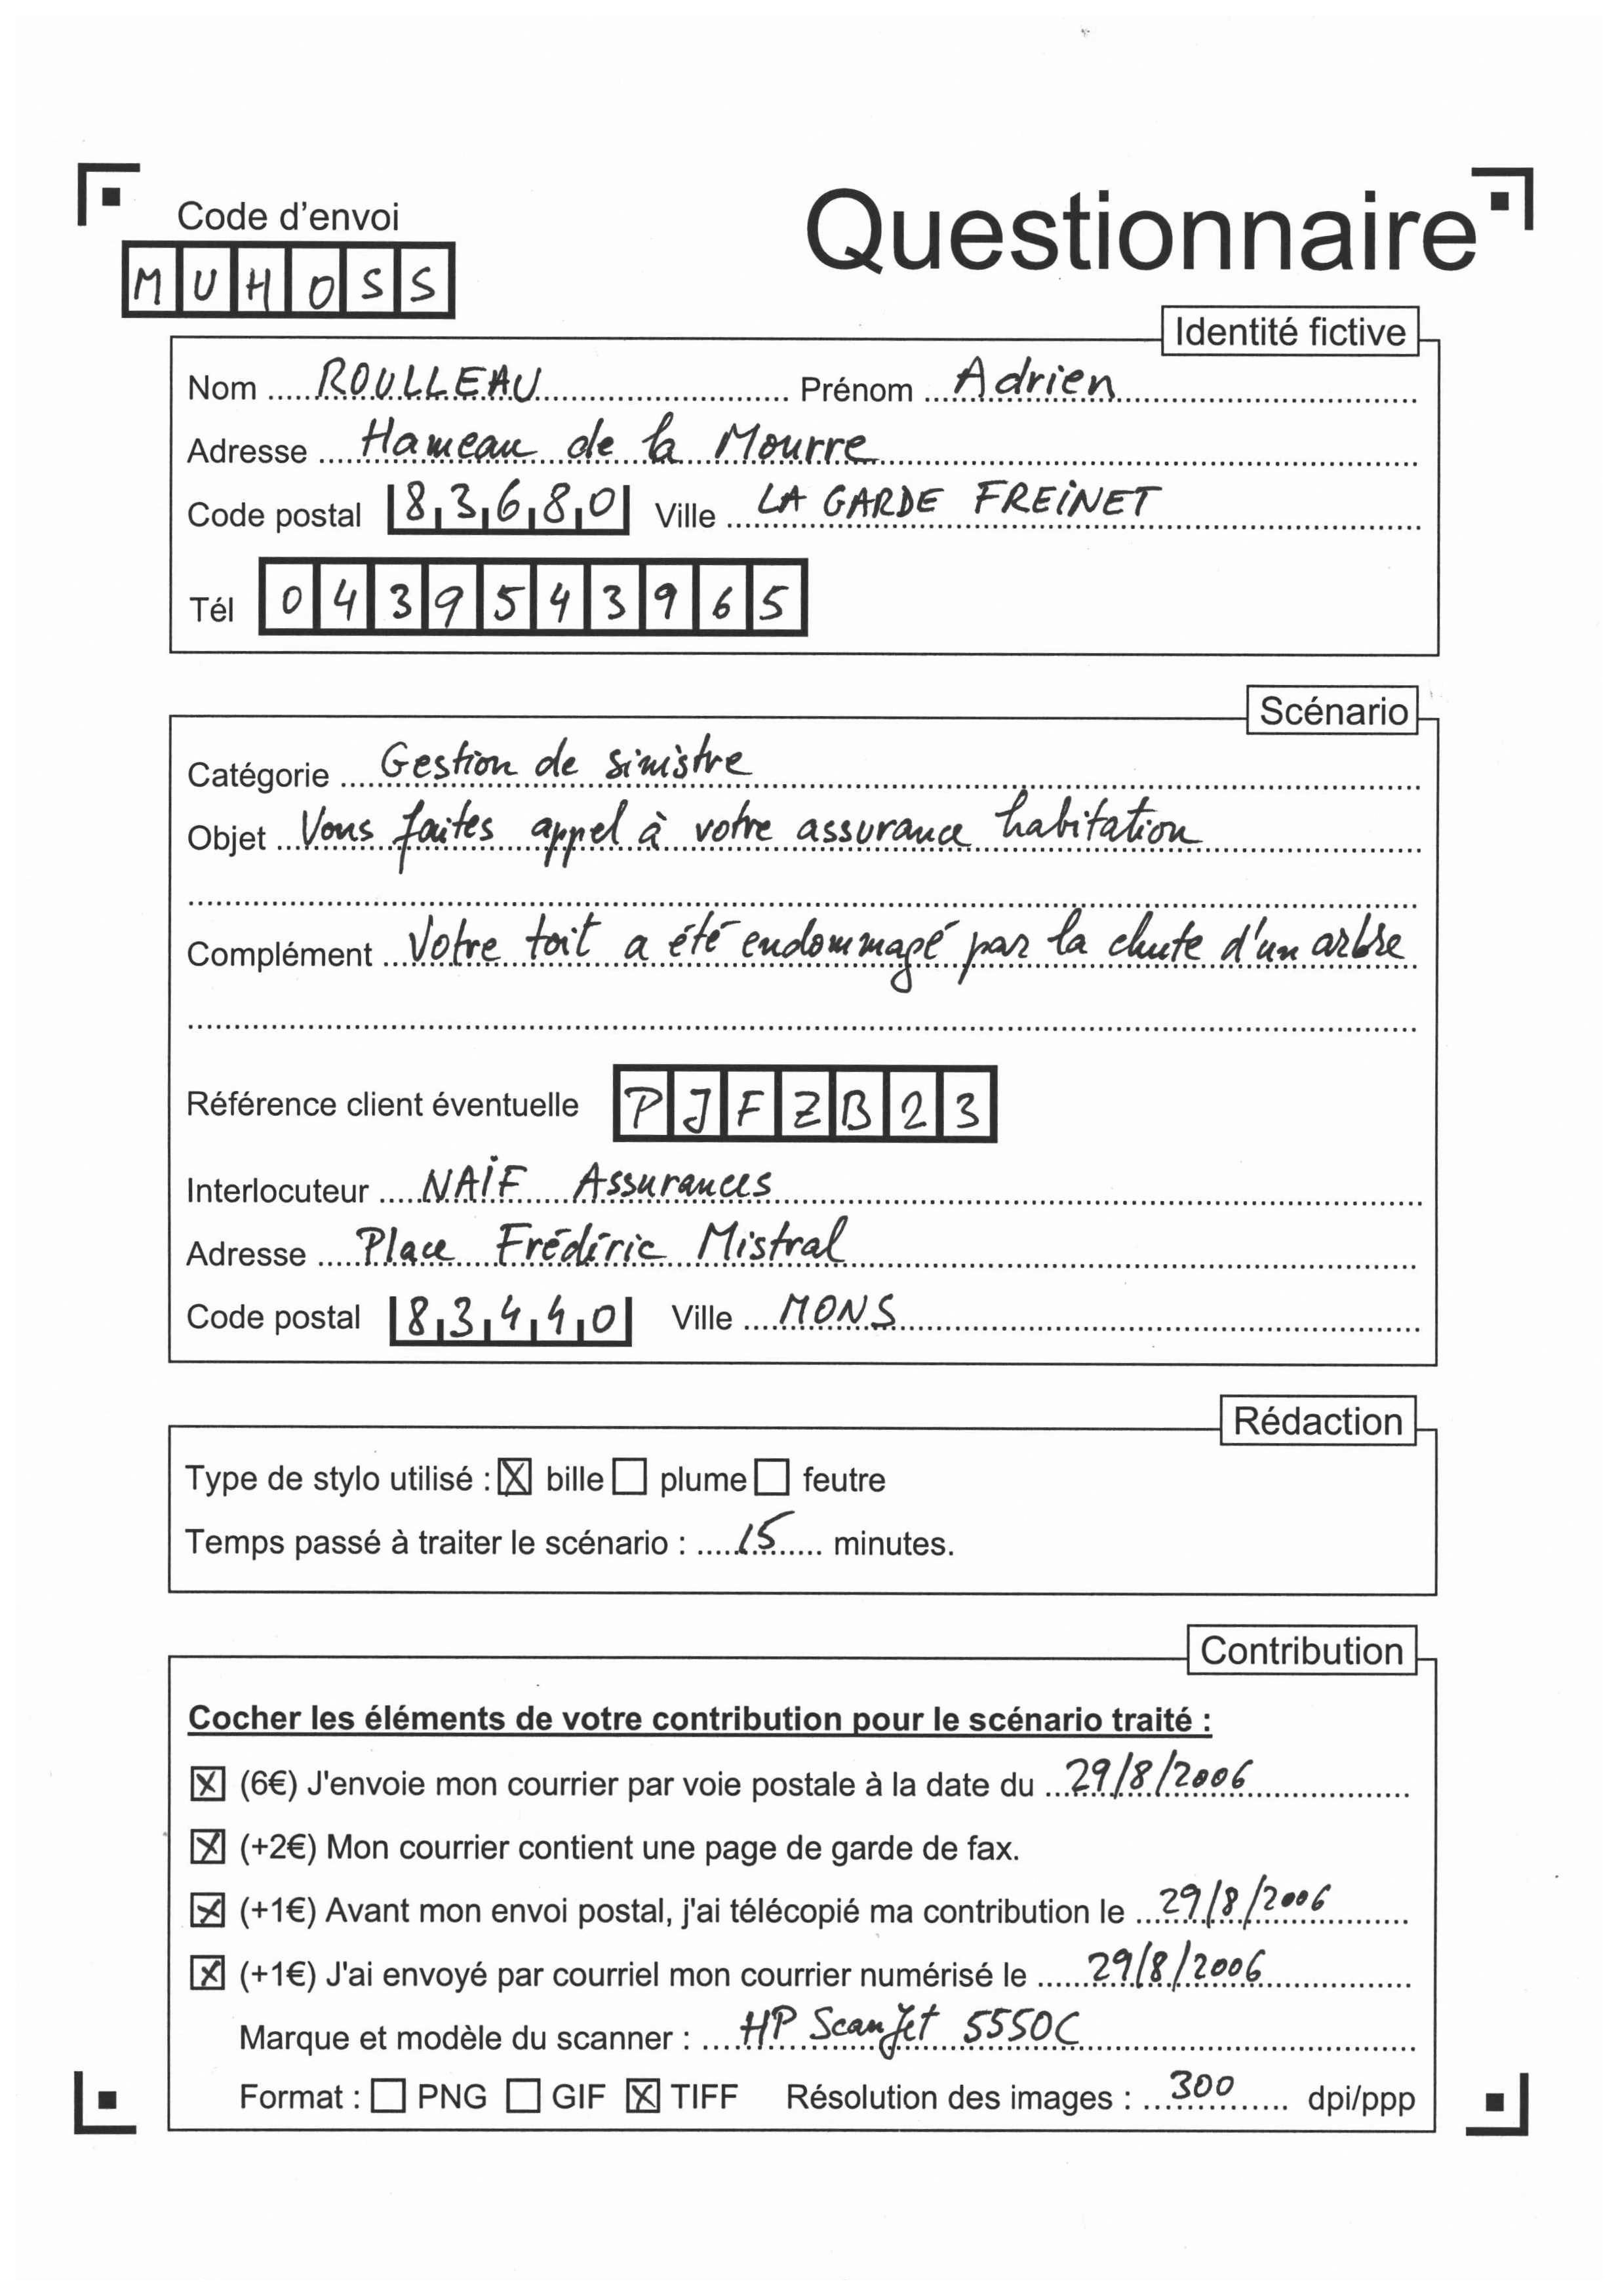 Code d'envoi
Questionnaire
MUHOSS
Identité fictive
Nom ROULLEAU Prénom Adrien
Adresse Hameau de la Mourre
Code postal 83680 Ville LA GARDE FREINET
Tél 0439543965
Scénario
Catégorie Gestion de sinistre
Objet Vous faites appel à votre assurance habitation
Complément Votre toit a été endommagé par la chute d'un arbre
Référence client éventuelle PJFZB23
Interlocuteur NAÏF Assurances
Adresse Place Frédéric Mistral
Code postal 83440 Ville MONS
Rédaction
Type de stylo utilisé : ☒ bille ☐ plume ☐ feutre
Temps passé à traiter le scénario : 15 minutes.
Contribution
Cocher les éléments de votre contribution pour le scénario traité :
☒ (6€) J'envoie mon courrier par voie postale à la date du 29/8/2006
☒ (+2€) Mon courrier contient une page de garde de fax.
☒ (+1€) Avant mon envoi postal, j'ai télécopié ma contribution le 29/8/2006
☒ (+1€) J'ai envoyé par courriel mon courrier numérisé le 29/8/2006
Marque et modèle du scanner : HP ScanJet 5550C
Format : ☐ PNG ☐ GIF ☒ TIFF Résolution des images : 300 dpi/ppp